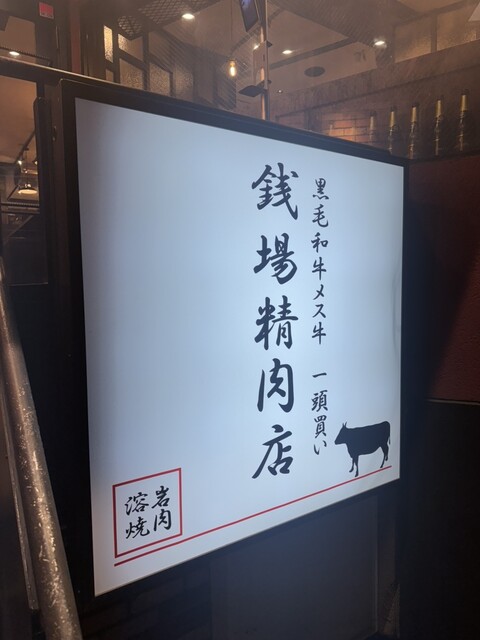 黒毛和牛メス牛 一頭買い
銭場精肉店
岩肉
溶焼